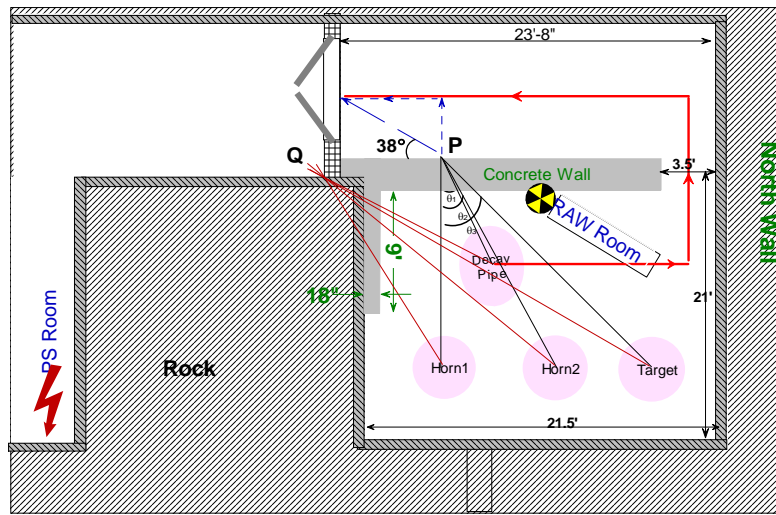 23'-8"
38°
P
Q
Concrete Wall
3.5'
North Wall
θ1
θ2
θ3
RAW Room
Decay
Pipe
9'
18"
21'
PS Room
Rock
Horn1
Horn2
Target
21.5'